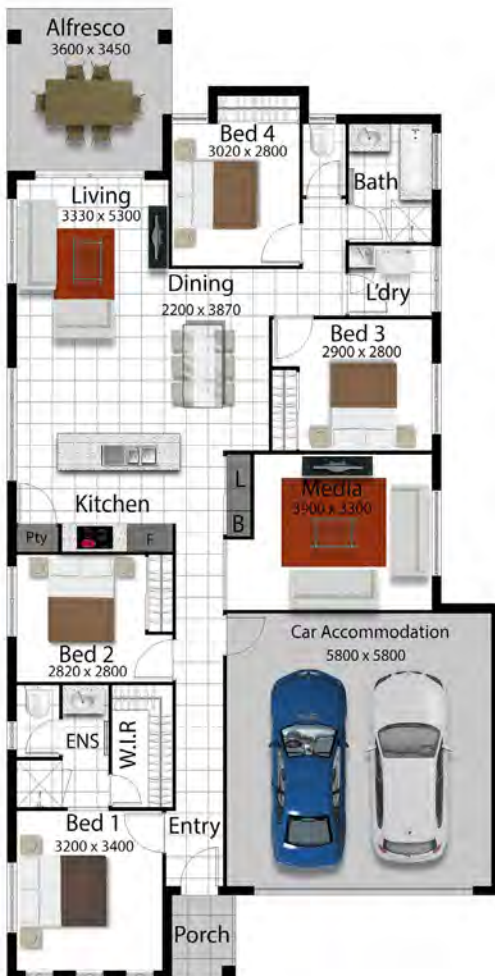 Alfresco
3600 x 3450
Bed 4
3020 x 2800
Bath
Living
3330 x 5300
Dining
2200 x 3870
L'dry
Bed 3
2900 x 2800
Kitchen
Pty
F
L
B
Media
3900 x 3300
Bed 2
2820 x 2800
Car Accommodation
5800 x 5800
ENS
W.I.R
Bed 1
3200 x 3400
Entry
Porch